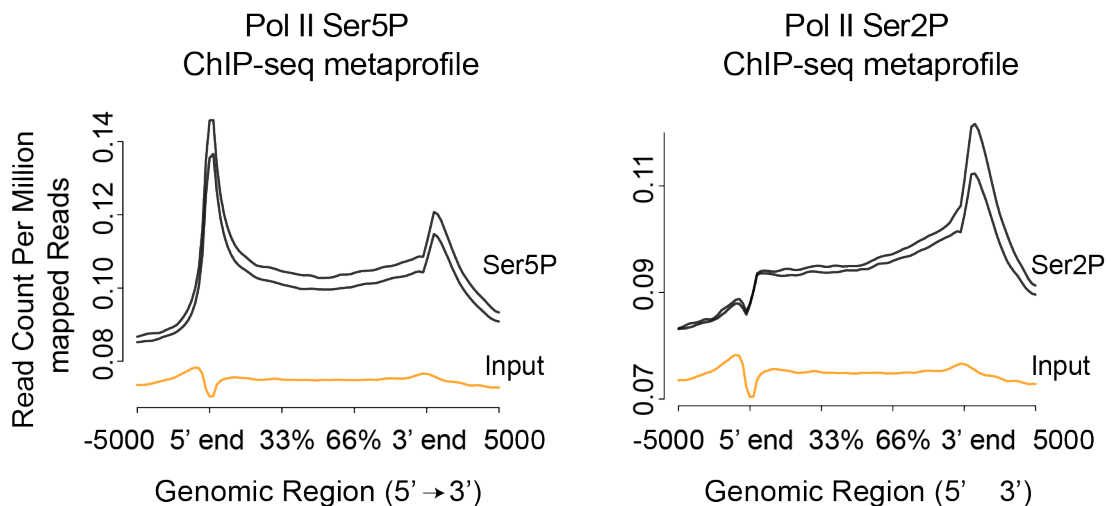 Pol II Ser5P
ChIP-seq metaprofile
Read Count Per Million
mapped Reads
0.14
0.12
0.10
0.08
Ser5P
Input
-5000 5' end 33% 66% 3' end 5000
Genomic Region (5' → 3')
Pol II Ser2P
ChIP-seq metaprofile
0.11
0.09
0.07
Ser2P
Input
-5000 5' end 33% 66% 3' end 5000
Genomic Region (5' 3')